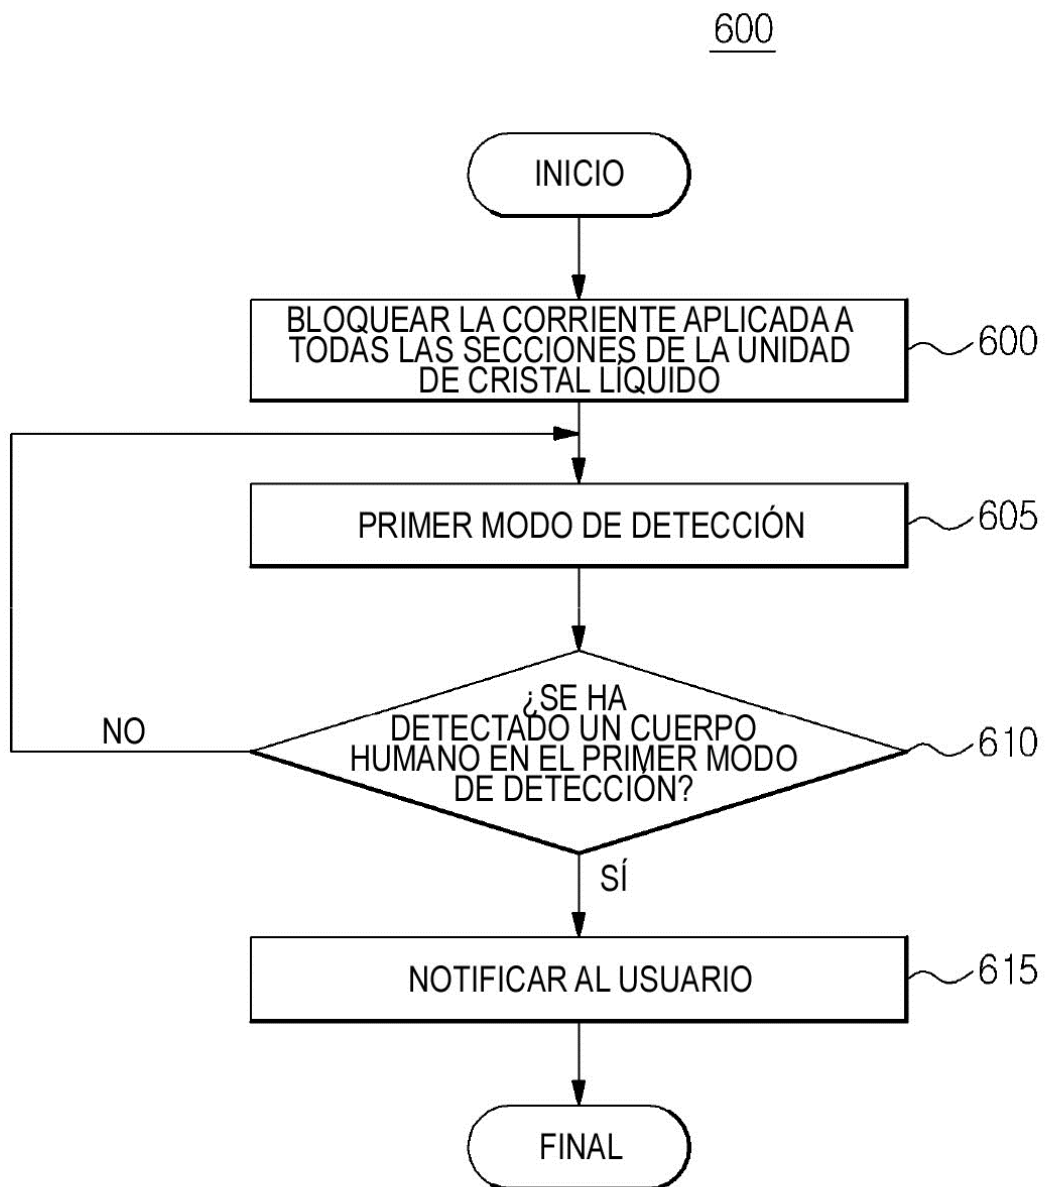 600
INICIO
BLOQUEAR LA CORRIENTE APLICADA A
TODAS LAS SECCIONES DE LA UNIDAD
DE CRISTAL LÍQUIDO
600
PRIMER MODO DE DETECCIÓN
605
¿SE HA
DETECTADO UN CUERPO
HUMANO EN EL PRIMER MODO
DE DETECCIÓN?
610
NO
SÍ
NOTIFICAR AL USUARIO
615
FINAL